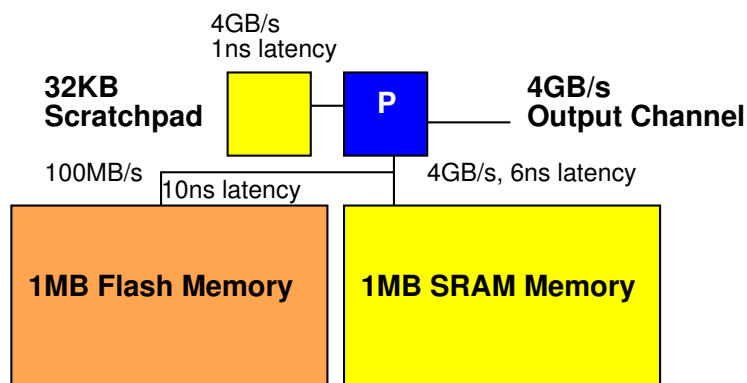 4GB/s
1ns latency
32KB
Scratchpad
P
4GB/s
Output Channel
100MB/s
10ns latency
4GB/s, 6ns latency
1MB Flash Memory
1MB SRAM Memory